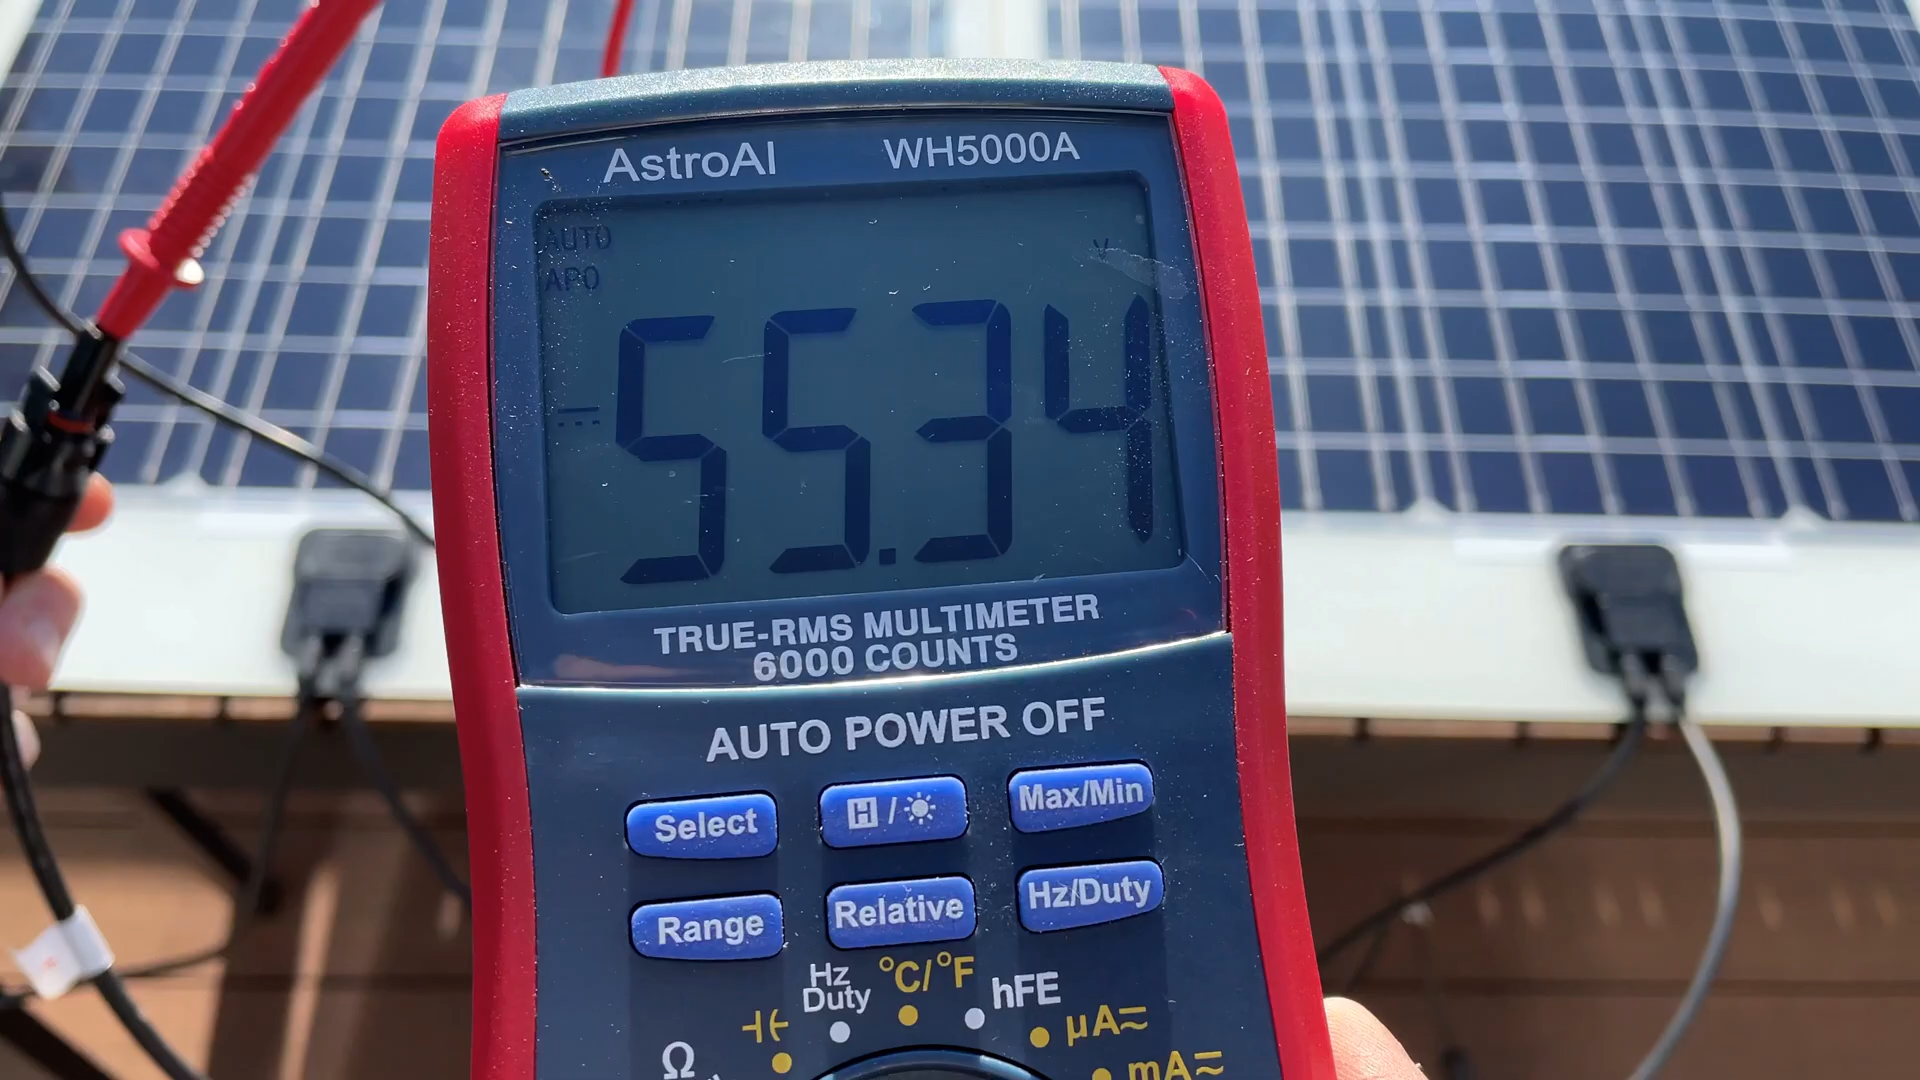 AstroAI WH5000A
AUTO
V
APO
55.34
TRUE-RMS MULTIMETER
6000 COUNTS
AUTO POWER OFF
Select
H /
Max/Min
Range
Relative
Hz/Duty
Hz
Duty
°C/°F
hFE
μA
Ω
mA